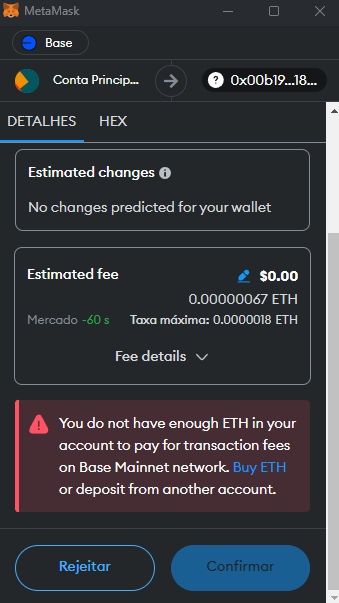 MetaMask
Base
Conta Princip...
0x00b19...18...
DETALHES HEX
Estimated changes
No changes predicted for your wallet
Estimated fee $0.00
0.00000067 ETH
Mercado -60 s Taxa máxima: 0.0000018 ETH
Fee details
You do not have enough ETH in your
account to pay for transaction fees
on Base Mainnet network. Buy ETH
or deposit from another account.
Rejeitar Confirmar